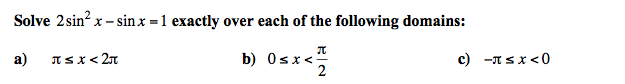 Solve 2sin² x – sin x = 1 exactly over each of the following domains:
a) π ≤ x < 2π b) 0 ≤ x < π/2 c) –π ≤ x < 0